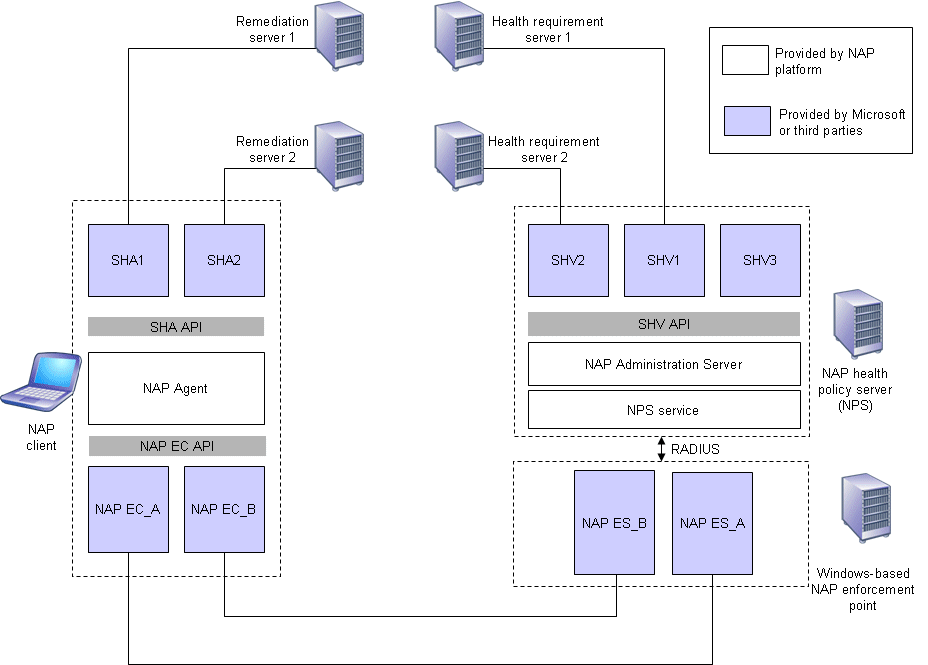 Remediation
server 1
Health requirement
server 1
Provided by NAP
platform
Provided by Microsoft
or third parties
Remediation
server 2
Health requirement
server 2
SHA1
SHA2
SHA API
NAP Agent
NAP EC API
NAP EC_A
NAP EC_B
NAP
client
SHV2
SHV1
SHV3
SHV API
NAP Administration Server
NPS service
NAP health
policy server
(NPS)
RADIUS
NAP ES_B
NAP ES_A
Windows-based
NAP enforcement
point